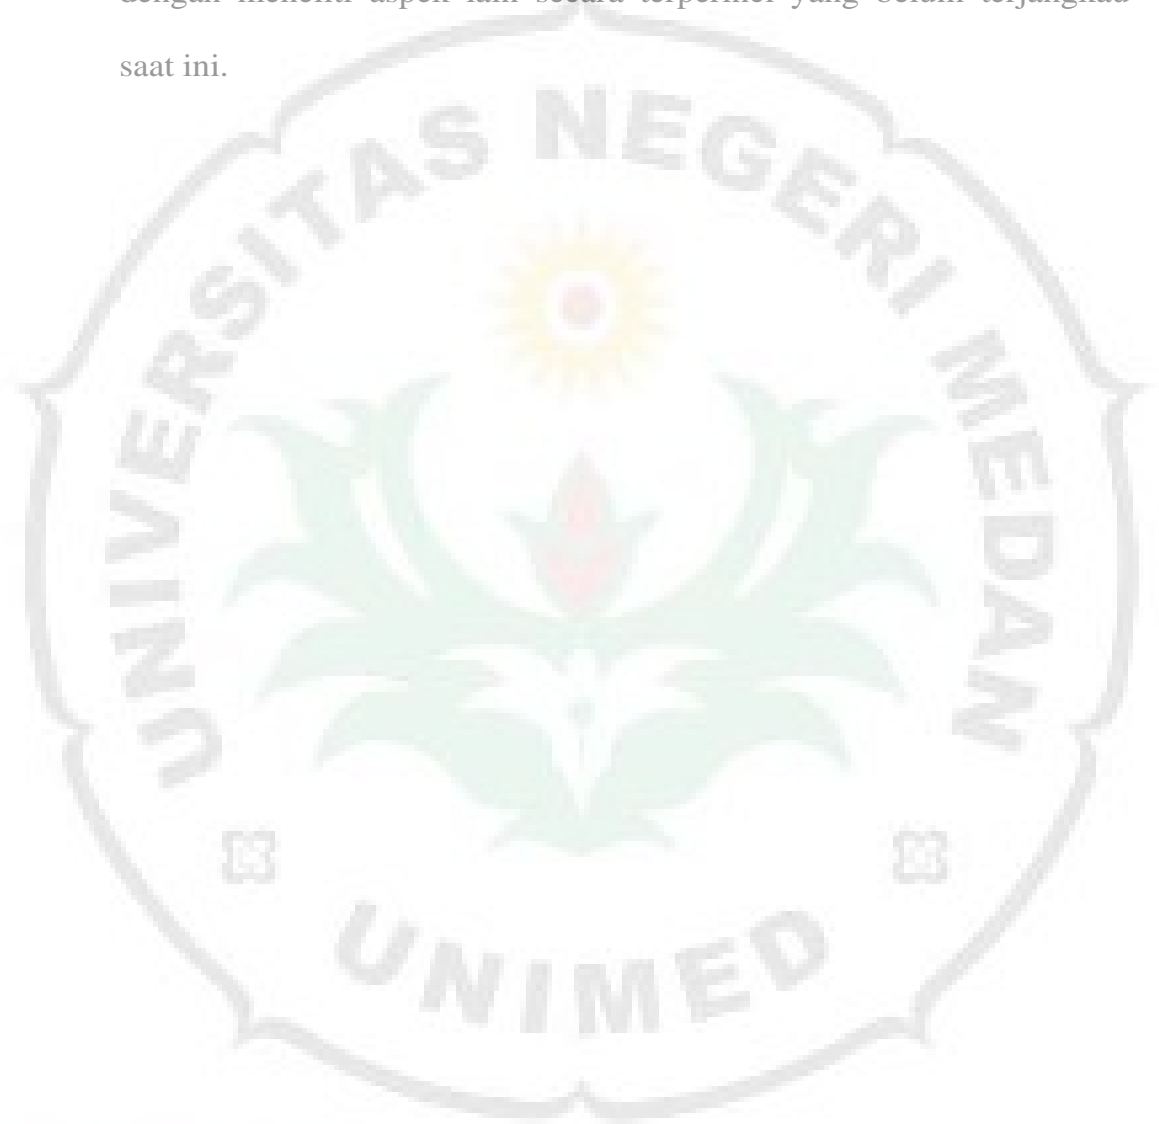 dengan meneliti aspek lain secara terperinci yang belum terjangkau
saat ini.
UNIVERSITAS NEGERI MEDAN
UNIMED